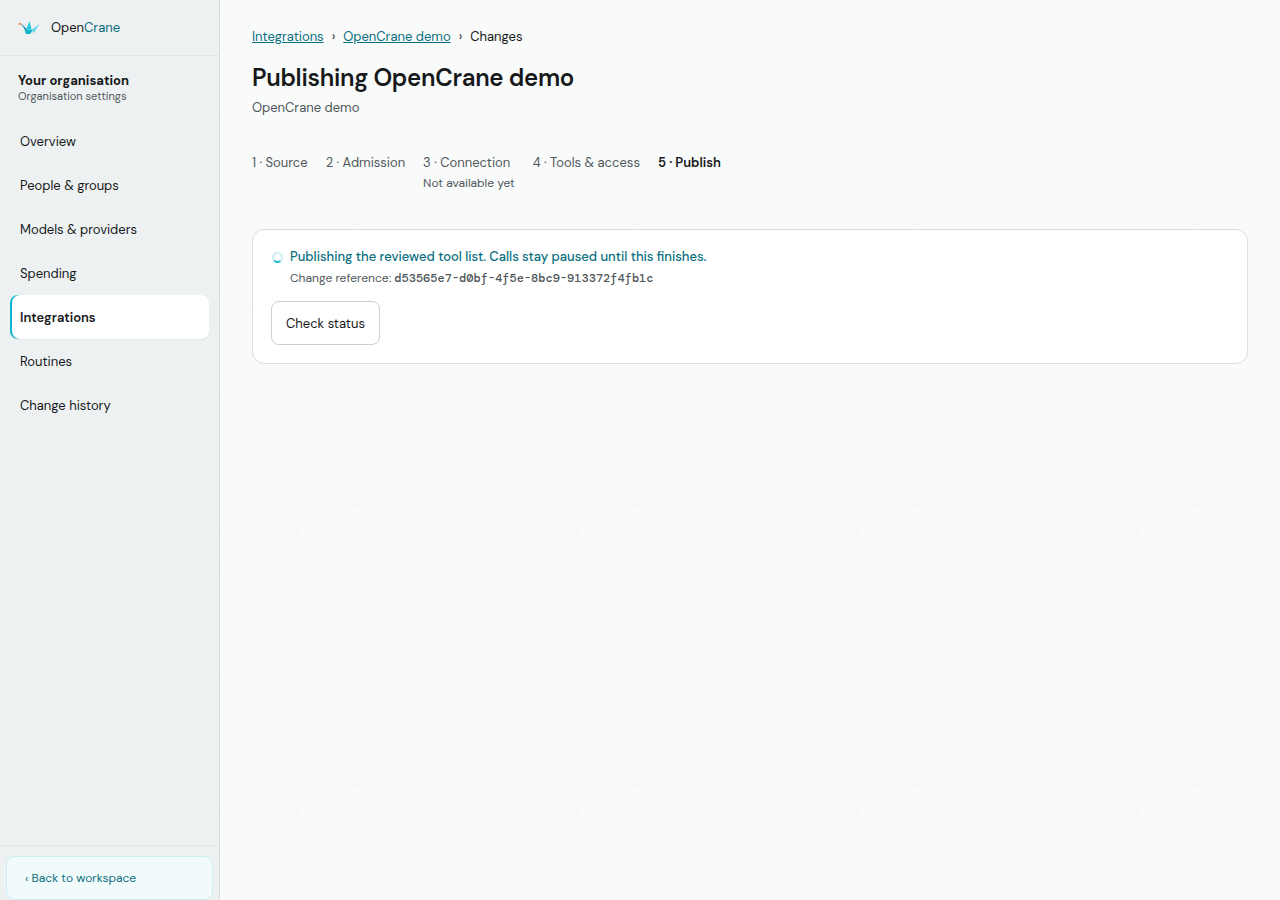 OpenCrane
Your organisation
Organisation settings
Overview
People & groups
Models & providers
Spending
Integrations
Routines
Change history
‹ Back to workspace
Integrations › OpenCrane demo › Changes
Publishing OpenCrane demo
OpenCrane demo
1 · Source 2 · Admission 3 · Connection 4 · Tools & access 5 · Publish
Not available yet
Publishing the reviewed tool list. Calls stay paused until this finishes.
Change reference: d53565e7-d0bf-4f5e-8bc9-913372f4fb1c
Check status